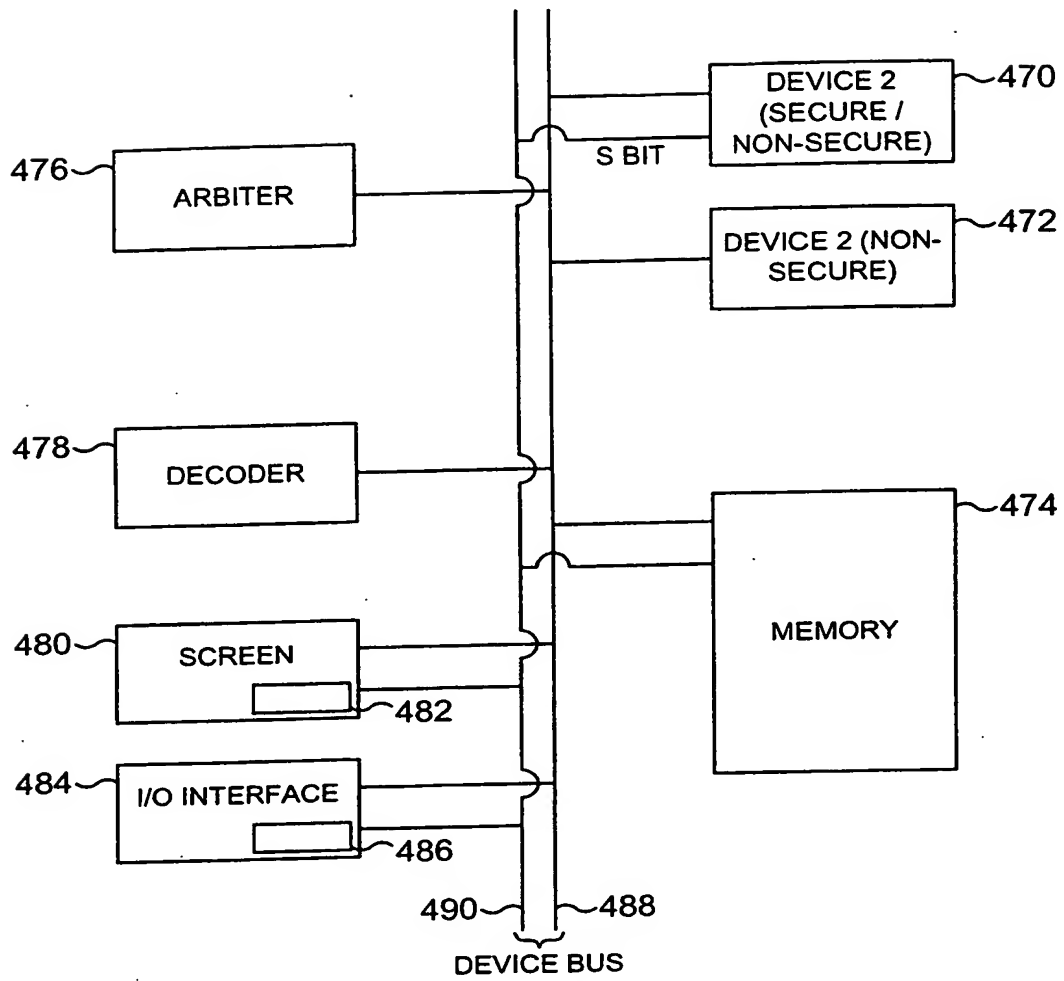 DEVICE 2
(SECURE /
NON-SECURE)
470
S BIT
476
ARBITER
472
DEVICE 2 (NON-
SECURE)
478
DECODER
474
MEMORY
480
SCREEN
482
484
I/O INTERFACE
486
490
488
DEVICE BUS